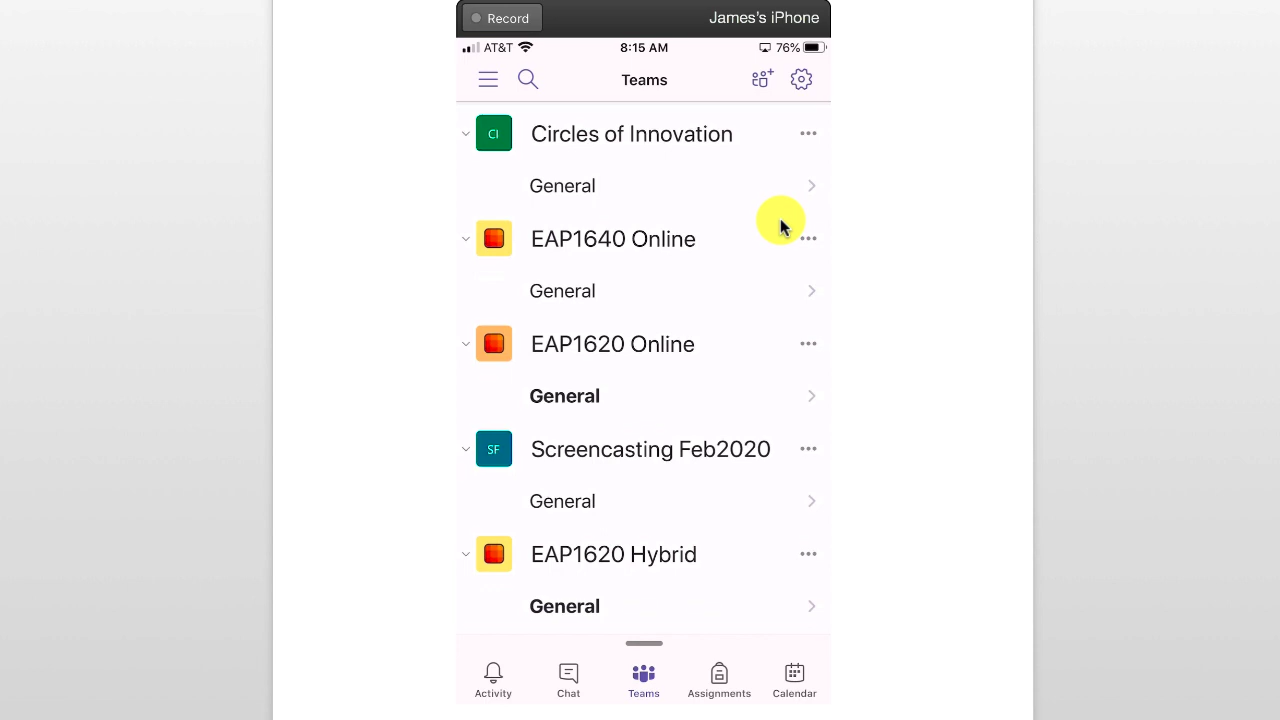 Record
James's iPhone
AT&T 8:15 AM 76%
Teams
CI Circles of Innovation
General
EAP1640 Online
General
EAP1620 Online
General
SF Screencasting Feb2020
General
EAP1620 Hybrid
General
Activity Chat Teams Assignments Calendar